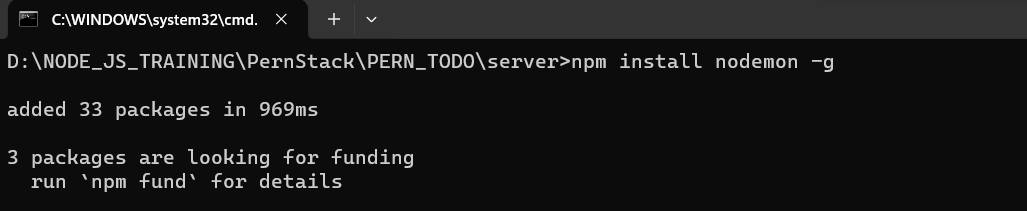 C:\WINDOWS\system32\cmd.
D:\NODE_JS_TRAINING\PernStack\PERN_TODO\server>npm install nodemon -g
added 33 packages in 969ms
3 packages are looking for funding
  run `npm fund` for details